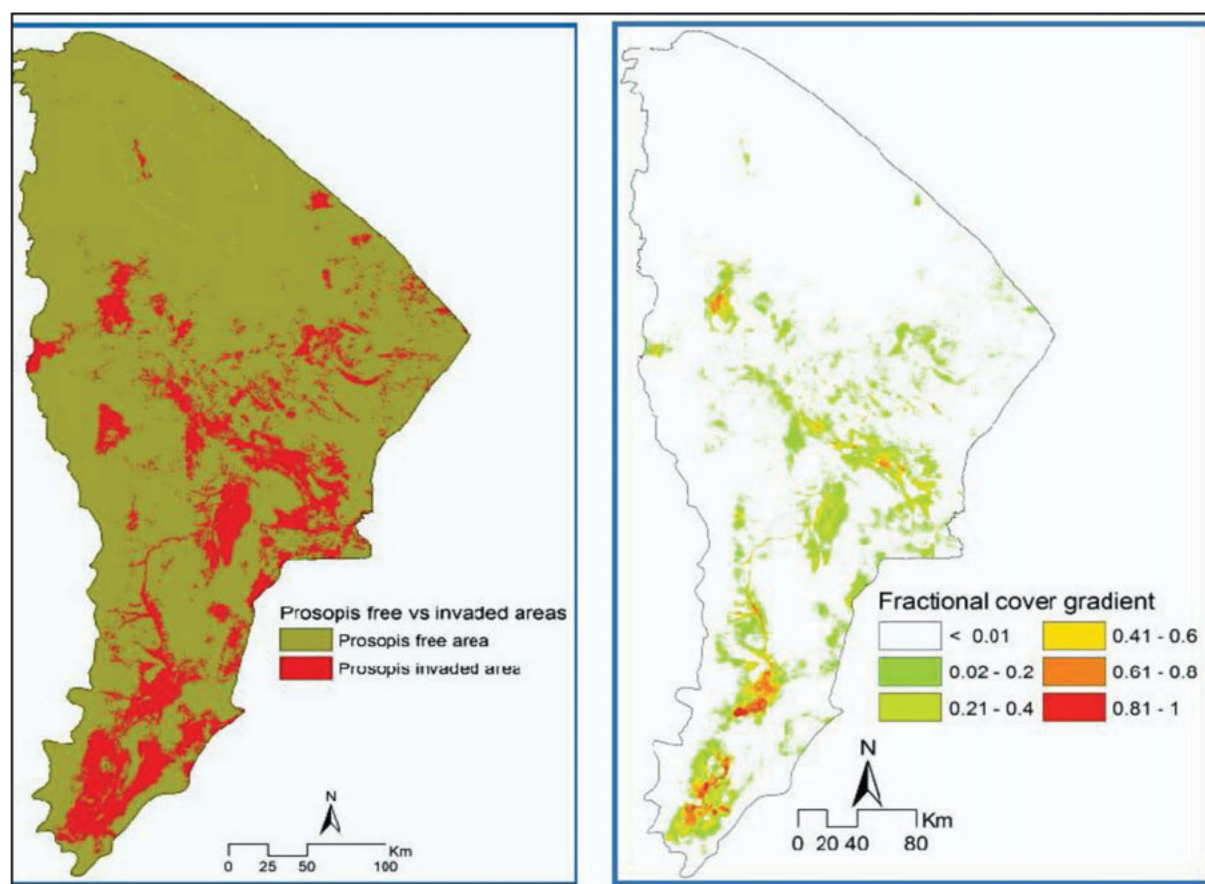 Prosopis free vs invaded areas
Prosopis free area
Prosopis invaded area
N
Km
0 25 50 100
Fractional cover gradient
< 0.01
0.41 - 0.6
0.02 - 0.2
0.61 - 0.8
0.21 - 0.4
0.81 - 1
N
Km
0 20 40 80